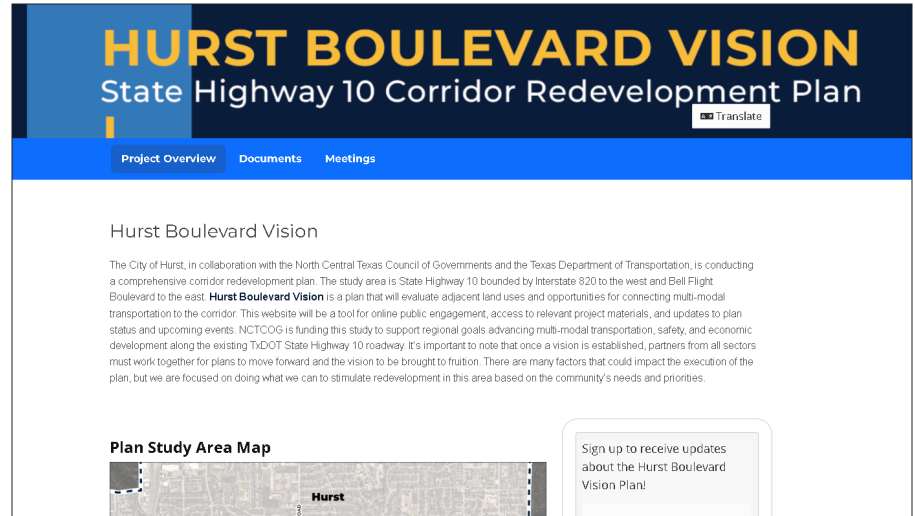 HURST BOULEVARD VISION
State Highway 10 Corridor Redevelopment Plan
Translate
Project Overview Documents Meetings
Hurst Boulevard Vision
The City of Hurst, in collaboration with the North Central Texas Council of Governments and the Texas Department of Transportation, is conducting
a comprehensive corridor redevelopment plan. The study area is State Highway 10 bounded by Interstate 820 to the west and Bell Flight
Boulevard to the east. Hurst Boulevard Vision is a plan that will evaluate adjacent land uses and opportunities for connecting multi-modal
transportation to the corridor. This website will be a tool for online public engagement, access to relevant project materials, and updates to plan
status and upcoming events. NCTCOG is funding this study to support regional goals advancing multi-modal transportation, safety, and economic
development along the existing TxDOT State Highway 10 roadway. It's important to note that once a vision is established, partners from all sectors
must work together for plans to move forward and the vision to be brought to fruition. There are many factors that could impact the execution of the
plan, but we are focused on doing what we can to stimulate redevelopment in this area based on the community's needs and priorities.
Plan Study Area Map
Hurst
Sign up to receive updates
about the Hurst Boulevard
Vision Plan!